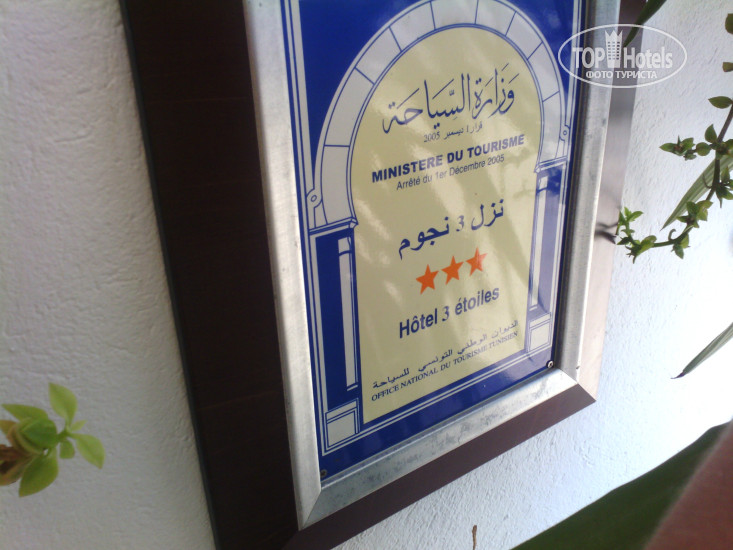 TOP Hotels
ФОТО ТУРИСТА
وزارة السياحة
قرار 1 ديسمبر 2005
MINISTERE DU TOURISME
Arrêté du 1er Décembre 2005
نزل 3 نجوم
Hôtel 3 étoiles
الديوان الوطني التونسي للسياحة
OFFICE NATIONAL DU TOURISME TUNISIEN